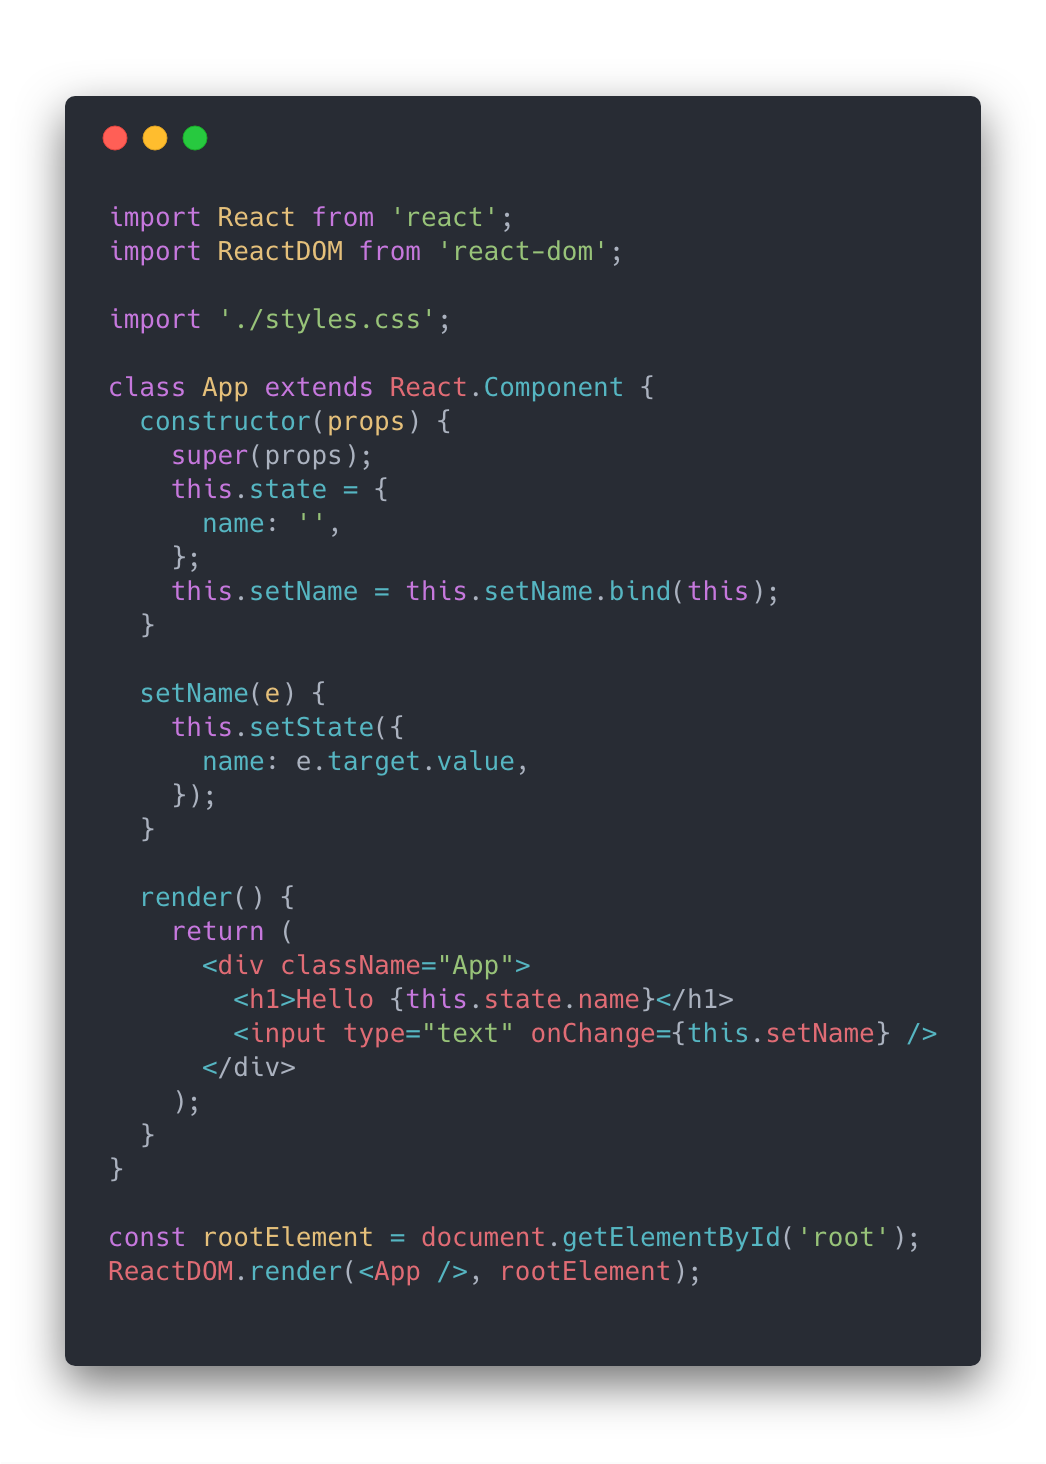 import React from 'react';
import ReactDOM from 'react-dom';

import './styles.css';

class App extends React.Component {
  constructor(props) {
    super(props);
    this.state = {
      name: '',
    };
    this.setName = this.setName.bind(this);
  }

  setName(e) {
    this.setState({
      name: e.target.value,
    });
  }

  render() {
    return (
      <div className="App">
        <h1>Hello {this.state.name}</h1>
        <input type="text" onChange={this.setName} />
      </div>
    );
  }
}

const rootElement = document.getElementById('root');
ReactDOM.render(<App />, rootElement);